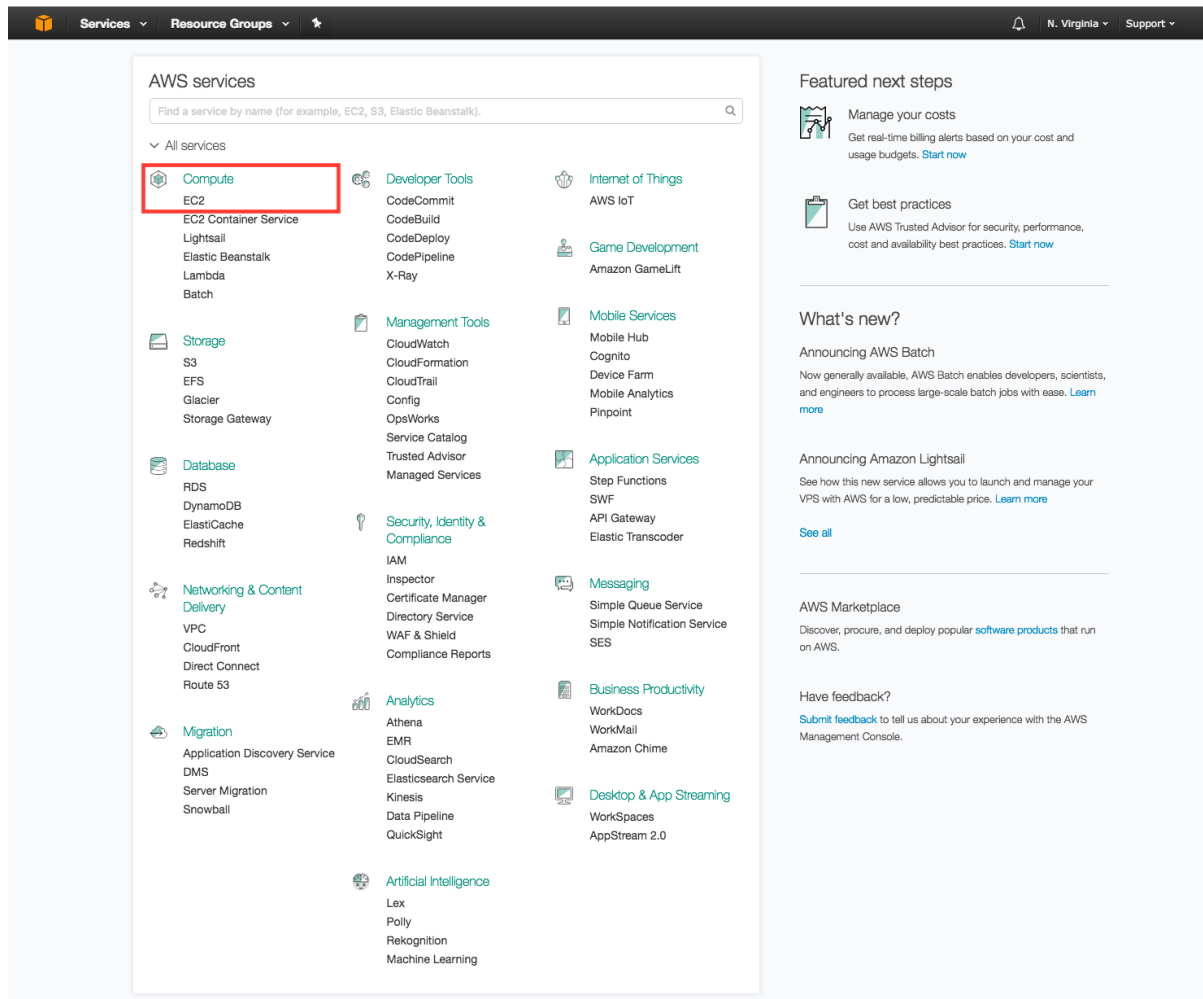 Services
Resource Groups
N. Virginia
Support
AWS services
Find a service by name (for example, EC2, S3, Elastic Beanstalk).
All services
Compute
EC2
EC2 Container Service
Lightsail
Elastic Beanstalk
Lambda
Batch
Storage
S3
EFS
Glacier
Storage Gateway
Database
RDS
DynamoDB
ElastiCache
Redshift
Networking & Content
Delivery
VPC
CloudFront
Direct Connect
Route 53
Migration
Application Discovery Service
DMS
Server Migration
Snowball
Developer Tools
CodeCommit
CodeBuild
CodeDeploy
CodePipeline
X-Ray
Management Tools
CloudWatch
CloudFormation
CloudTrail
Config
OpsWorks
Service Catalog
Trusted Advisor
Managed Services
Security, Identity &
Compliance
IAM
Inspector
Certificate Manager
Directory Service
WAF & Shield
Compliance Reports
Analytics
Athena
EMR
CloudSearch
Elasticsearch Service
Kinesis
Data Pipeline
QuickSight
Artificial Intelligence
Lex
Polly
Rekognition
Machine Learning
Internet of Things
AWS IoT
Game Development
Amazon GameLift
Mobile Services
Mobile Hub
Cognito
Device Farm
Mobile Analytics
Pinpoint
Application Services
Step Functions
SWF
API Gateway
Elastic Transcoder
Messaging
Simple Queue Service
Simple Notification Service
SES
Business Productivity
WorkDocs
WorkMail
Amazon Chime
Desktop & App Streaming
WorkSpaces
AppStream 2.0
Featured next steps
Manage your costs
Get real-time billing alerts based on your cost and
usage budgets. Start now
Get best practices
Use AWS Trusted Advisor for security, performance,
cost and availability best practices. Start now
What's new?
Announcing AWS Batch
Now generally available, AWS Batch enables developers, scientists,
and engineers to process large-scale batch jobs with ease. Learn
more
Announcing Amazon Lightsail
See how this new service allows you to launch and manage your
VPS with AWS for a low, predictable price. Learn more
See all
AWS Marketplace
Discover, procure, and deploy popular software products that run
on AWS.
Have feedback?
Submit feedback to tell us about your experience with the AWS
Management Console.